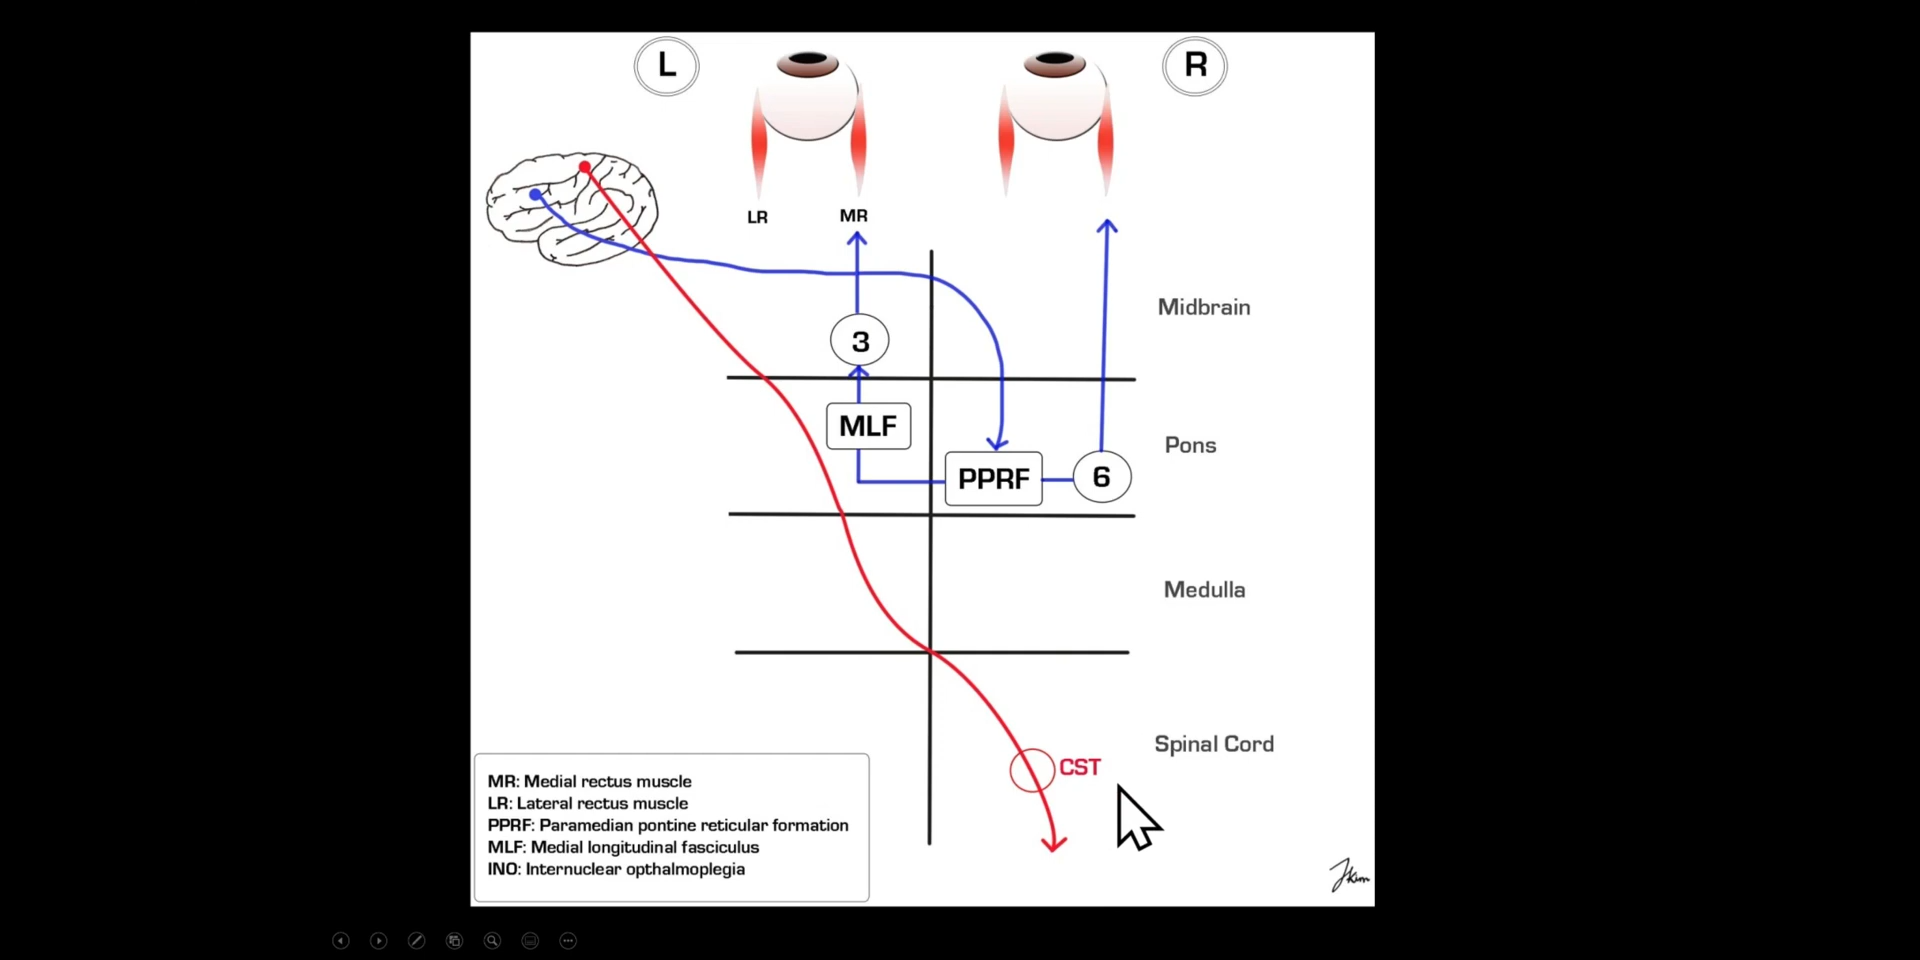 L
R
LR
MR
Midbrain
3
MLF
Pons
PPRF
6
Medulla
Spinal Cord
CST
MR: Medial rectus muscle
LR: Lateral rectus muscle
PPRF: Paramedian pontine reticular formation
MLF: Medial longitudinal fasciculus
INO: Internuclear opthalmoplegia
JKim